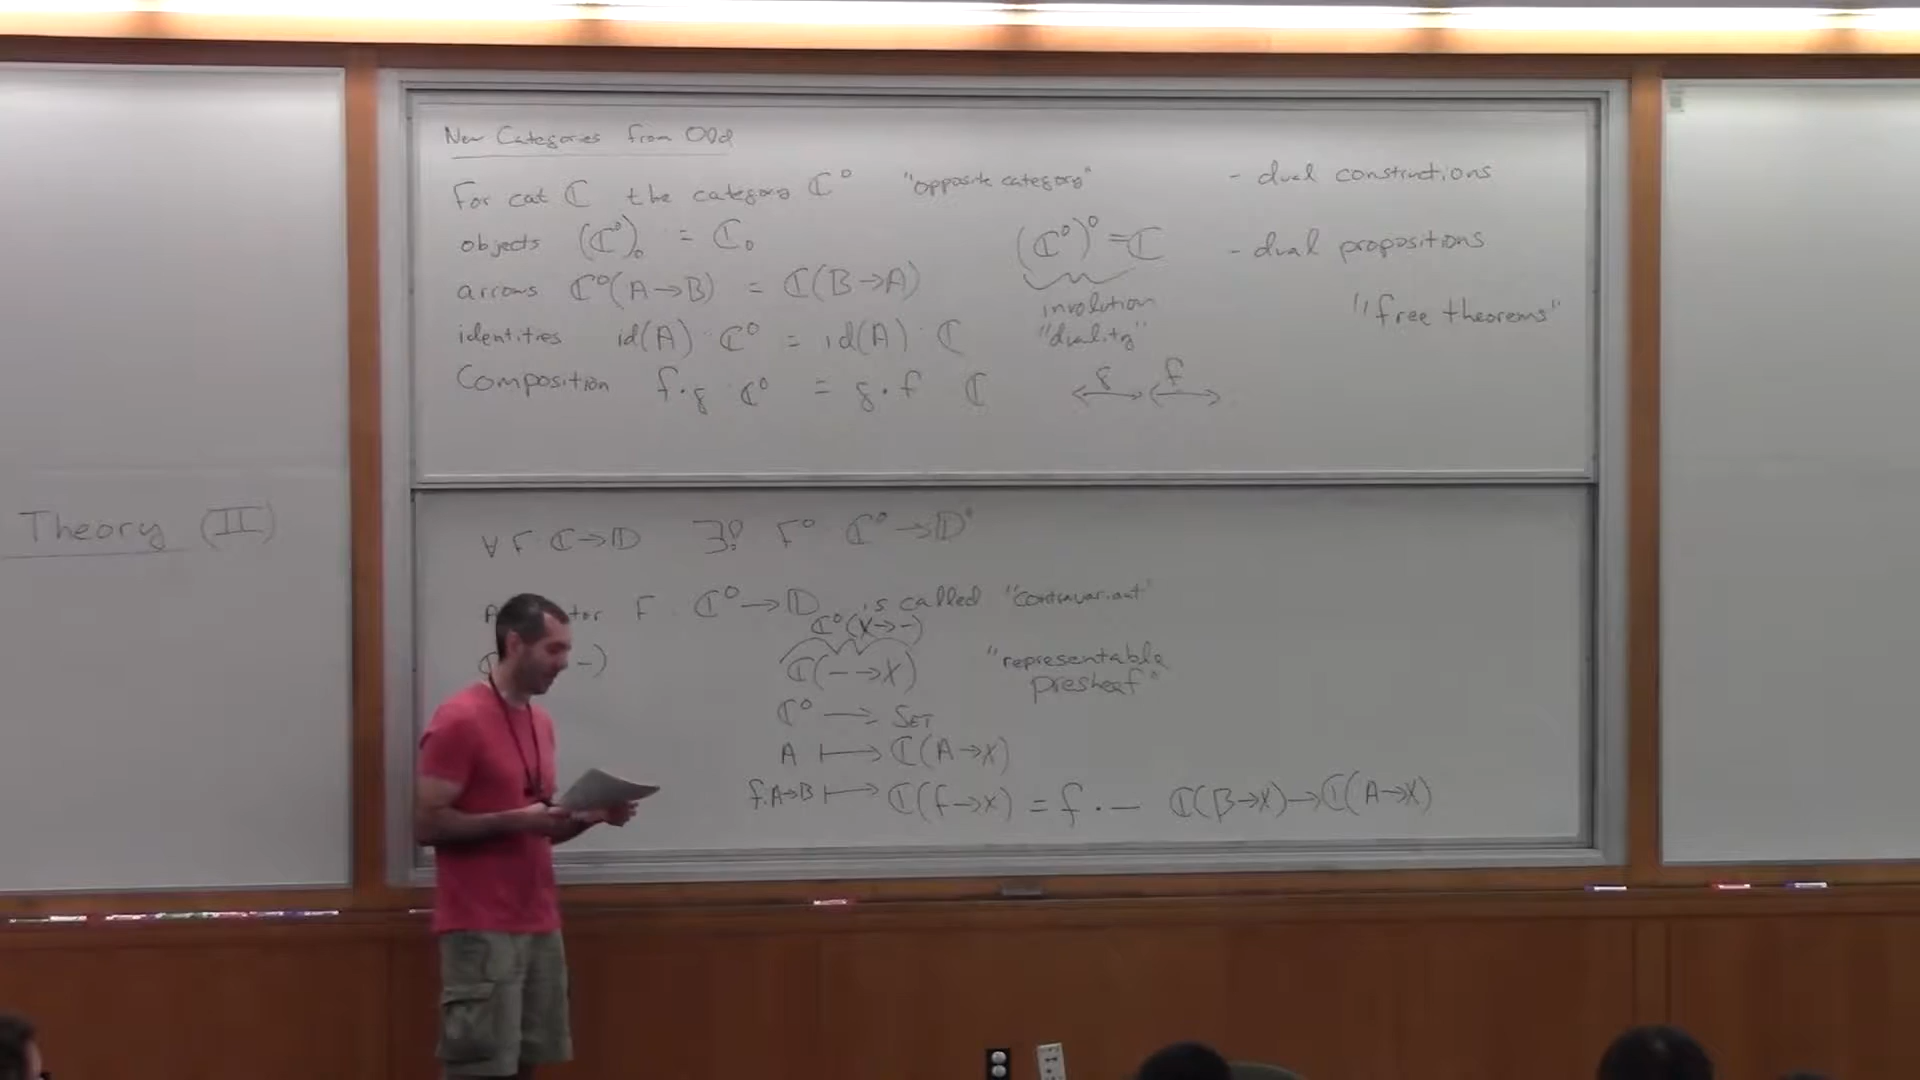 New Categories from Old
For cat ℂ the category ℂ° "opposite category"
objects (ℂ°)₀ = ℂ₀
arrows ℂ°(A→B) = ℂ(B→A)
identities id(A) : ℂ° = id(A) : ℂ
Composition f·g : ℂ° = g·f : ℂ
(ℂ°)° = ℂ
involution
"duality"
g f
- dual constructions
- dual propositions
"free theorems"
Theory (II)
∀ F : ℂ→𝔻 ∃! F° : ℂ°→𝔻°
F : ℂ°→𝔻 is called "contravariant"
ℂ°(X→-)
-)
ℂ(-→X)
"representable
presheaf"
ℂ° → SET
A ↦ ℂ(A→X)
f:A→B ↦ ℂ(f→X) = f·- : ℂ(B→X)→ℂ(A→X)